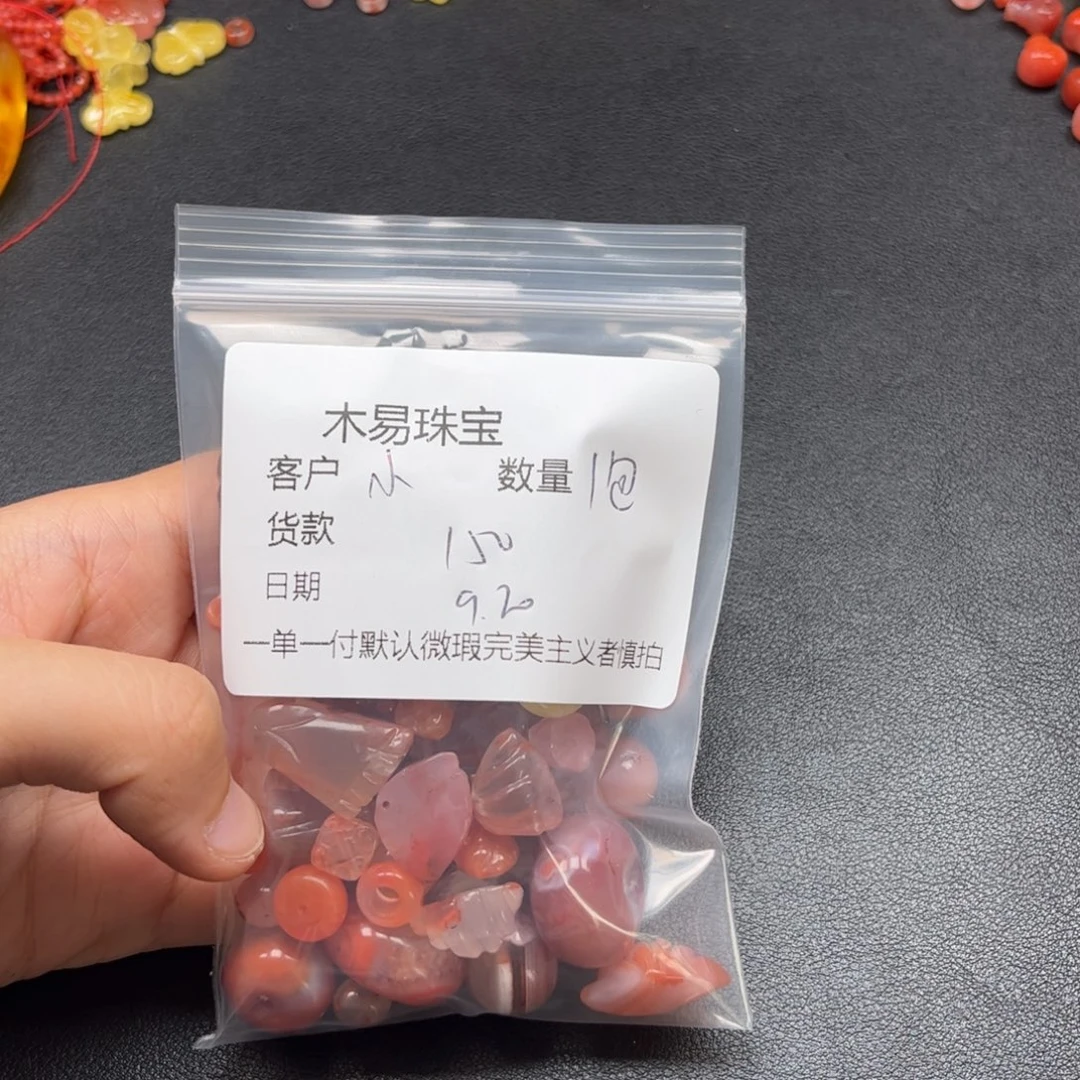 木易珠宝
客户 小 数量 1包
货款 150
日期 9.20
一单一付默认微瑕完美主义者慎拍